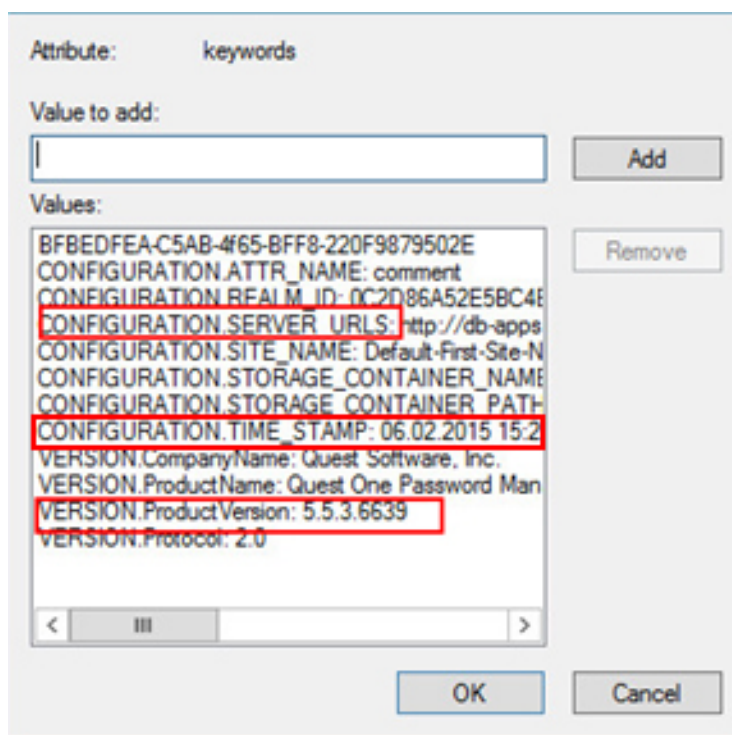 Attribute: keywords
Value to add:
Add
Values:
BFBEDFEA-C5AB-4f65-BFF8-220F9879502E
Remove
CONFIGURATION.ATTR_NAME: comment
CONFIGURATION.REALM_ID: 0C2D86A52E5BC4E
CONFIGURATION.SERVER_URLS: http://db-apps
CONFIGURATION.SITE_NAME: Default-First-Site-N
CONFIGURATION.STORAGE_CONTAINER_NAME
CONFIGURATION.STORAGE_CONTAINER_PATH
CONFIGURATION.TIME_STAMP: 06.02.2015 15:2
VERSION.CompanyName: Quest Software, Inc.
VERSION.ProductName: Quest One Password Man
VERSION.ProductVersion: 5.5.3.6639
VERSION.Protocol: 2.0
OK Cancel